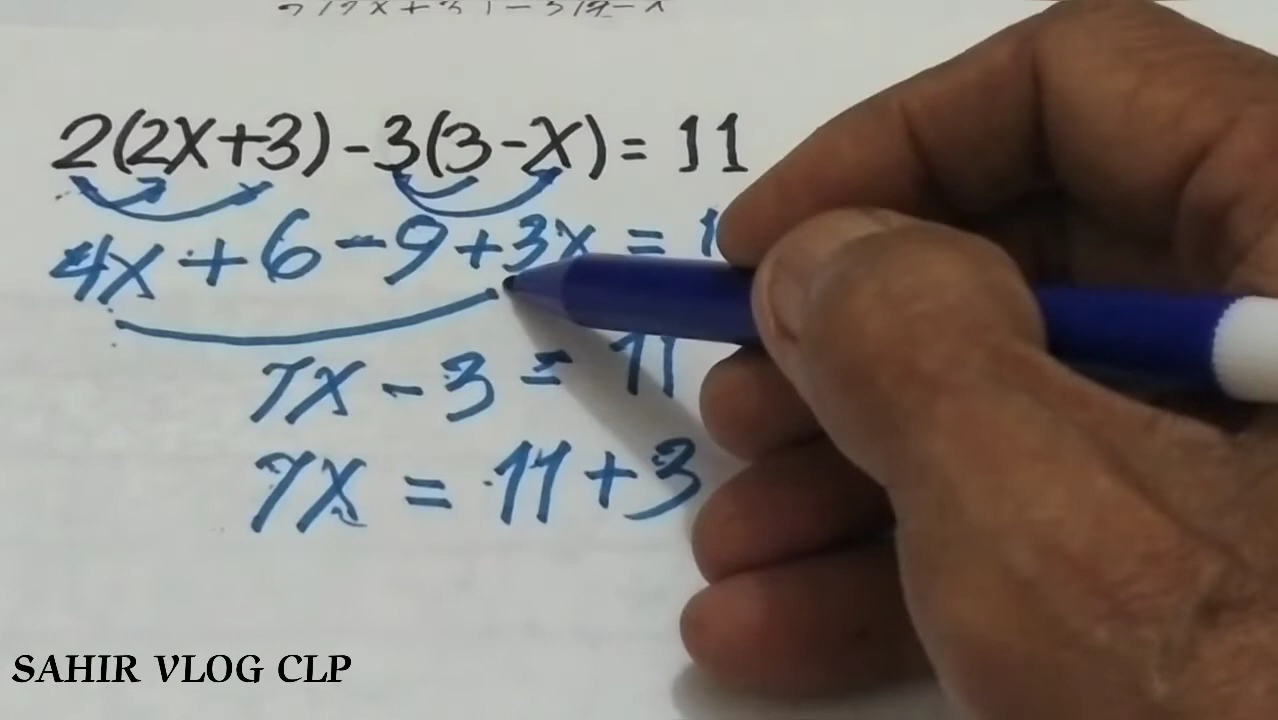 2(2x+3)-3(3-x)= 11
4x+6-9+3x = 1
7x-3 = 11
7x = 11+3
SAHIR VLOG CLP